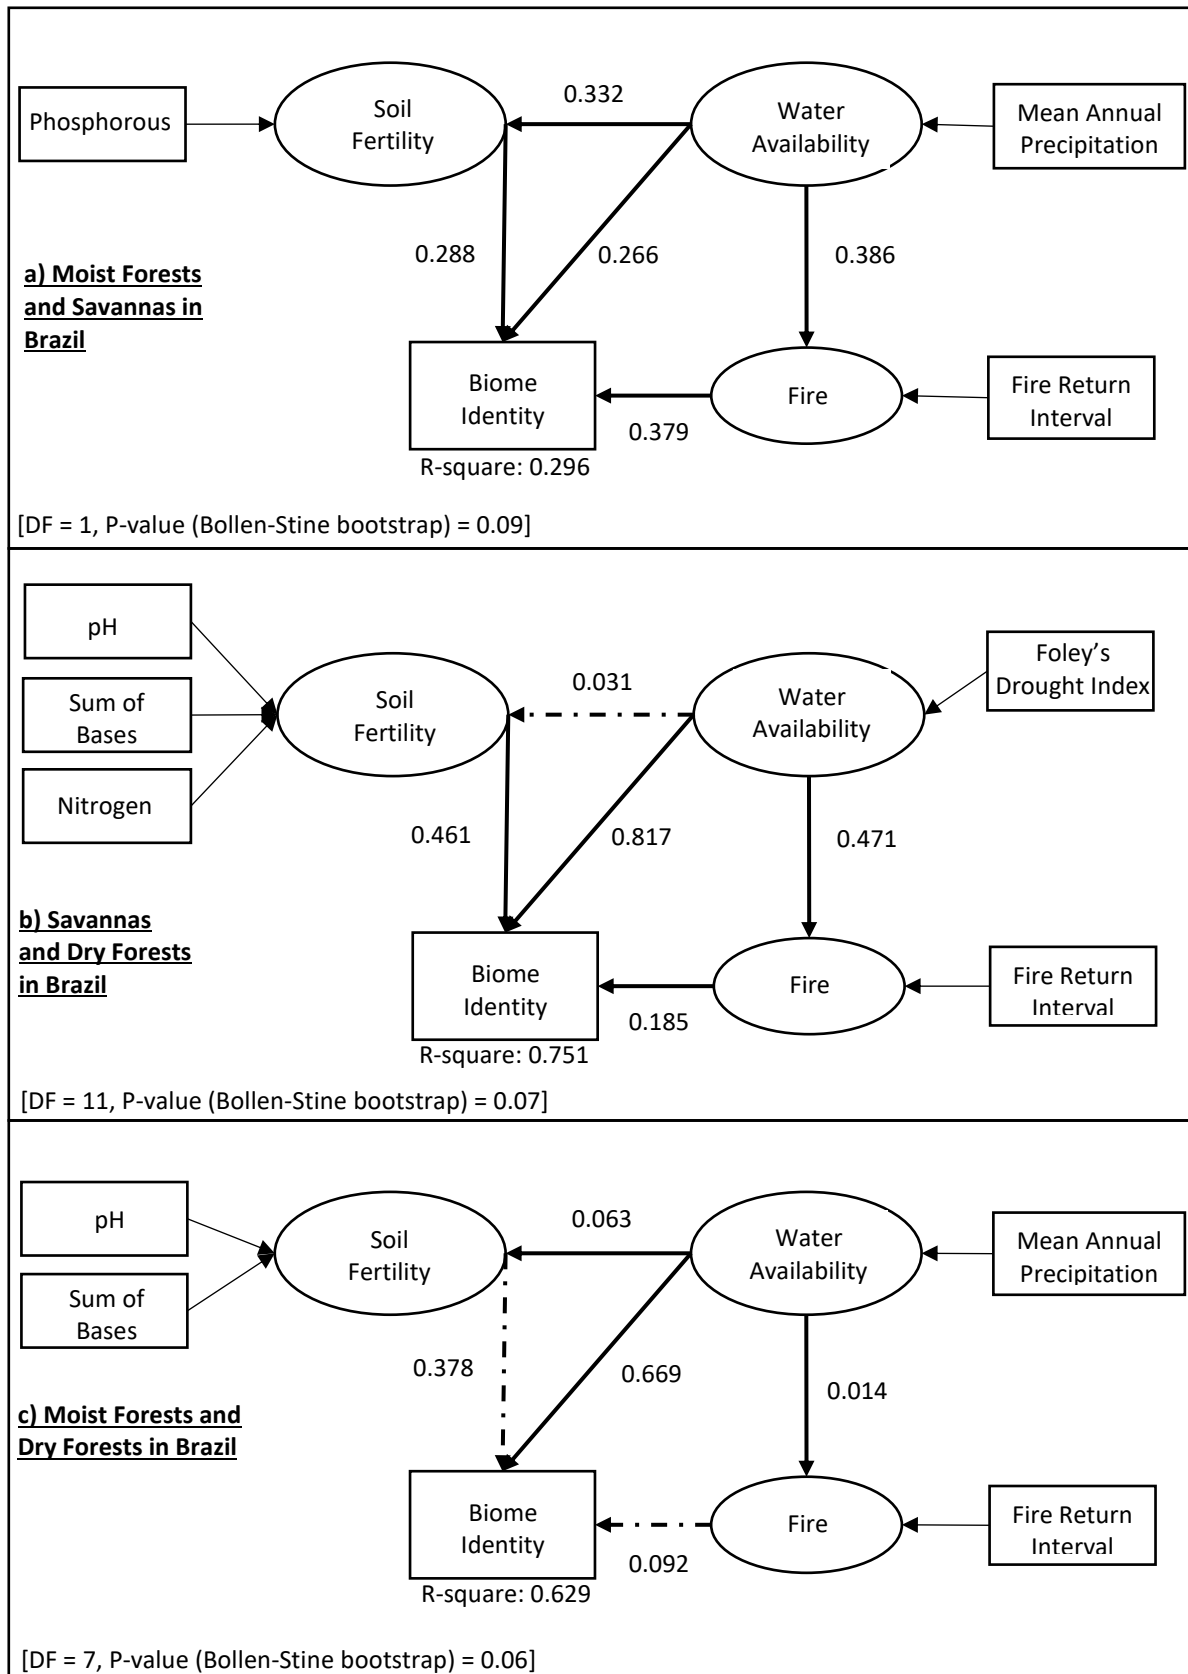 Phosphorous
Soil
Fertility
0.332
Water
Availability
Mean Annual
Precipitation
0.288
0.266
0.386
a) Moist Forests
and Savannas in
Brazil
Biome
Identity
0.379
Fire
Fire Return
Interval
R-square: 0.296
[DF = 1, P-value (Bollen-Stine bootstrap) = 0.09]
pH
Sum of
Bases
Nitrogen
Soil
Fertility
0.031
Water
Availability
Foley’s
Drought Index
0.461
0.817
0.471
b) Savannas
and Dry Forests
in Brazil
Biome
Identity
0.185
Fire
Fire Return
Interval
R-square: 0.751
[DF = 11, P-value (Bollen-Stine bootstrap) = 0.07]
pH
Sum of
Bases
Soil
Fertility
0.063
Water
Availability
Mean Annual
Precipitation
0.378
0.669
0.014
c) Moist Forests and
Dry Forests in Brazil
Biome
Identity
0.092
Fire
Fire Return
Interval
R-square: 0.629
[DF = 7, P-value (Bollen-Stine bootstrap) = 0.06]